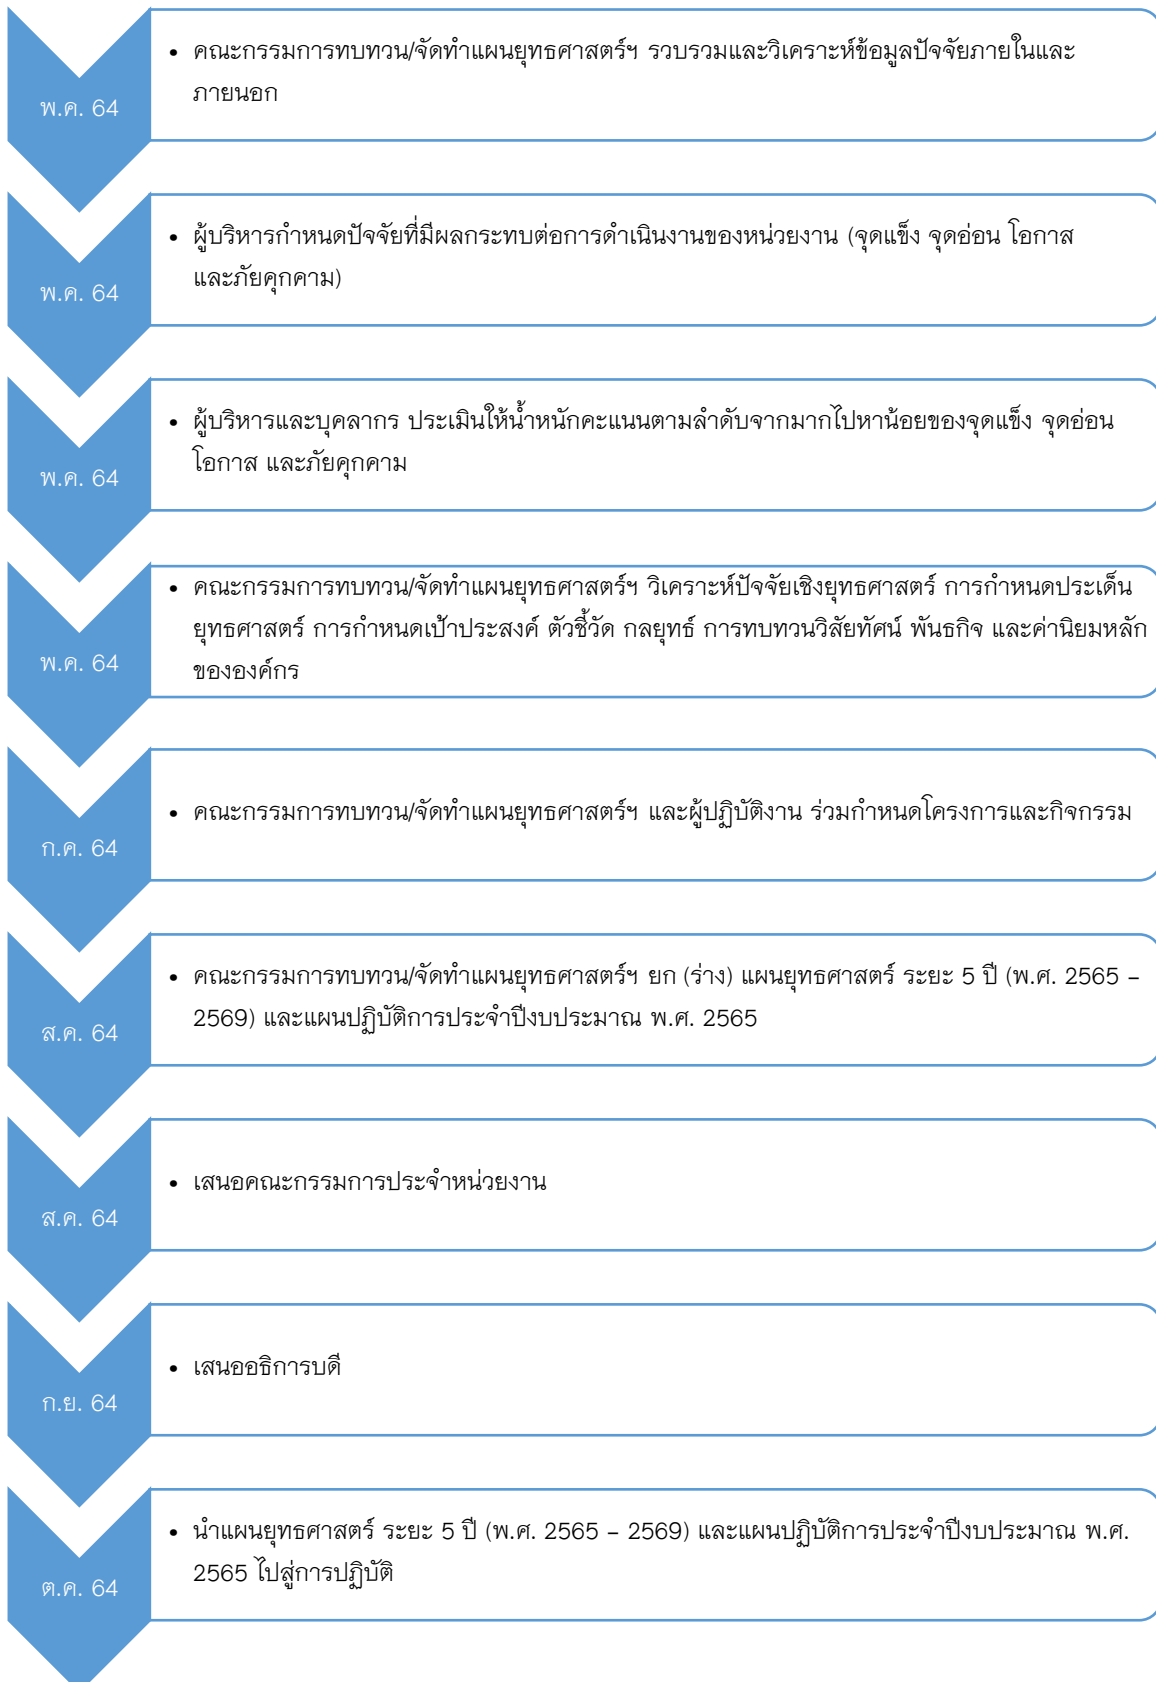 พ.ค. 64
• คณะกรรมการทบทวน/จัดทำแผนยุทธศาสตร์ฯ รวบรวมและวิเคราะห์ข้อมูลปัจจัยภายในและ
ภายนอก
พ.ค. 64
• ผู้บริหารกำหนดปัจจัยที่มีผลกระทบต่อการดำเนินงานของหน่วยงาน (จุดแข็ง จุดอ่อน โอกาส
และภัยคุกคาม)
พ.ค. 64
• ผู้บริหารและบุคลากร ประเมินให้น้ำหนักคะแนนตามลำดับจากมากไปหาน้อยของจุดแข็ง จุดอ่อน
โอกาส และภัยคุกคาม
พ.ค. 64
• คณะกรรมการทบทวน/จัดทำแผนยุทธศาสตร์ฯ วิเคราะห์ปัจจัยเชิงยุทธศาสตร์ การกำหนดประเด็น
ยุทธศาสตร์ การกำหนดเป้าประสงค์ ตัวชี้วัด กลยุทธ์ การทบทวนวิสัยทัศน์ พันธกิจ และค่านิยมหลัก
ขององค์กร
ก.ค. 64
• คณะกรรมการทบทวน/จัดทำแผนยุทธศาสตร์ฯ และผู้ปฏิบัติงาน ร่วมกำหนดโครงการและกิจกรรม
ส.ค. 64
• คณะกรรมการทบทวน/จัดทำแผนยุทธศาสตร์ฯ ยก (ร่าง) แผนยุทธศาสตร์ ระยะ 5 ปี (พ.ศ. 2565 –
2569) และแผนปฏิบัติการประจำปีงบประมาณ พ.ศ. 2565
ส.ค. 64
• เสนอคณะกรรมการประจำหน่วยงาน
ก.ย. 64
• เสนออธิการบดี
ต.ค. 64
• นำแผนยุทธศาสตร์ ระยะ 5 ปี (พ.ศ. 2565 – 2569) และแผนปฏิบัติการประจำปีงบประมาณ พ.ศ.
2565 ไปสู่การปฏิบัติ